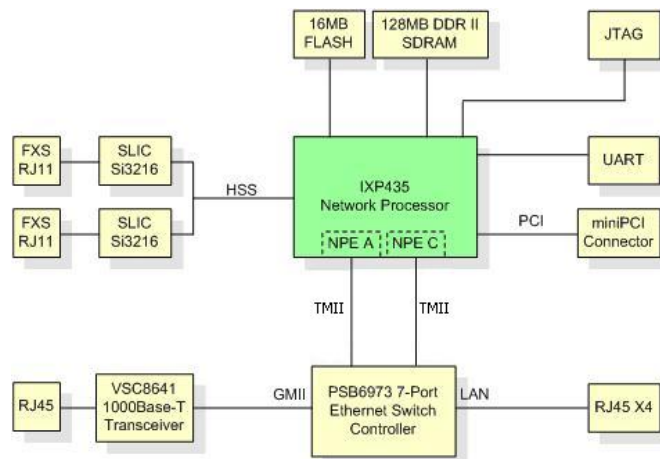 16MB
FLASH
128MB DDR II
SDRAM
JTAG
FXS
RJ11
SLIC
Si3216
HSS
IXP435
Network Processor
UART
FXS
RJ11
SLIC
Si3216
NPE A
NPE C
PCI
miniPCI
Connector
TMII
TMII
RJ45
VSC8641
1000Base-T
Transceiver
GMII
PSB6973 7-Port
Ethernet Switch
Controller
LAN
RJ45 X4